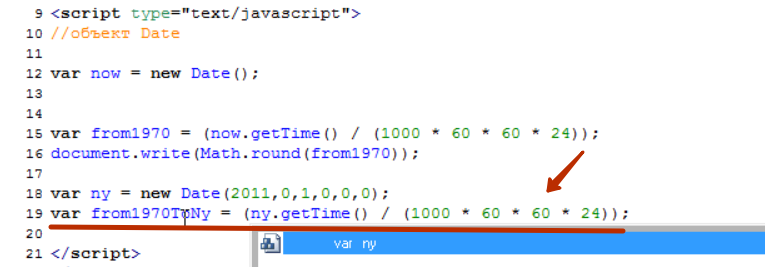 9 <script type="text/javascript">
10 //объект Date
11
12 var now = new Date();
13
14
15 var from1970 = (now.getTime() / (1000 * 60 * 60 * 24));
16 document.write(Math.round(from1970));
17
18 var ny = new Date(2011,0,1,0,0,0);
19 var from1970ToNy = (ny.getTime() / (1000 * 60 * 60 * 24));
20
var ny
21 </script>